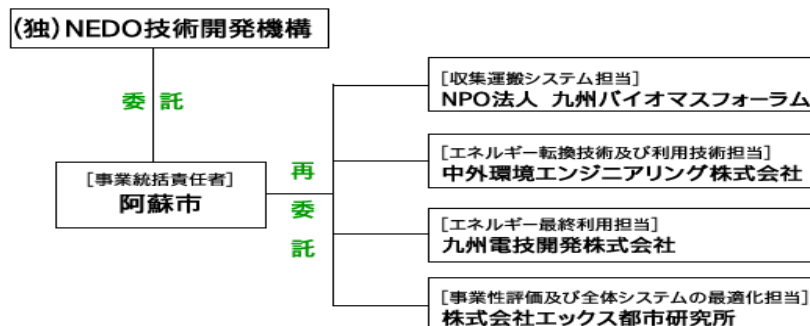 (独)NEDO技術開発機構
委託
[事業統括責任者]
阿蘇市
再委託
[収集運搬システム担当]
NPO法人 九州バイオマスフォーラム
[エネルギー転換技術及び利用技術担当]
中外環境エンジニアリング株式会社
[エネルギー最終利用担当]
九州電技開発株式会社
[事業性評価及び全体システムの最適化担当]
株式会社エックス都市研究所